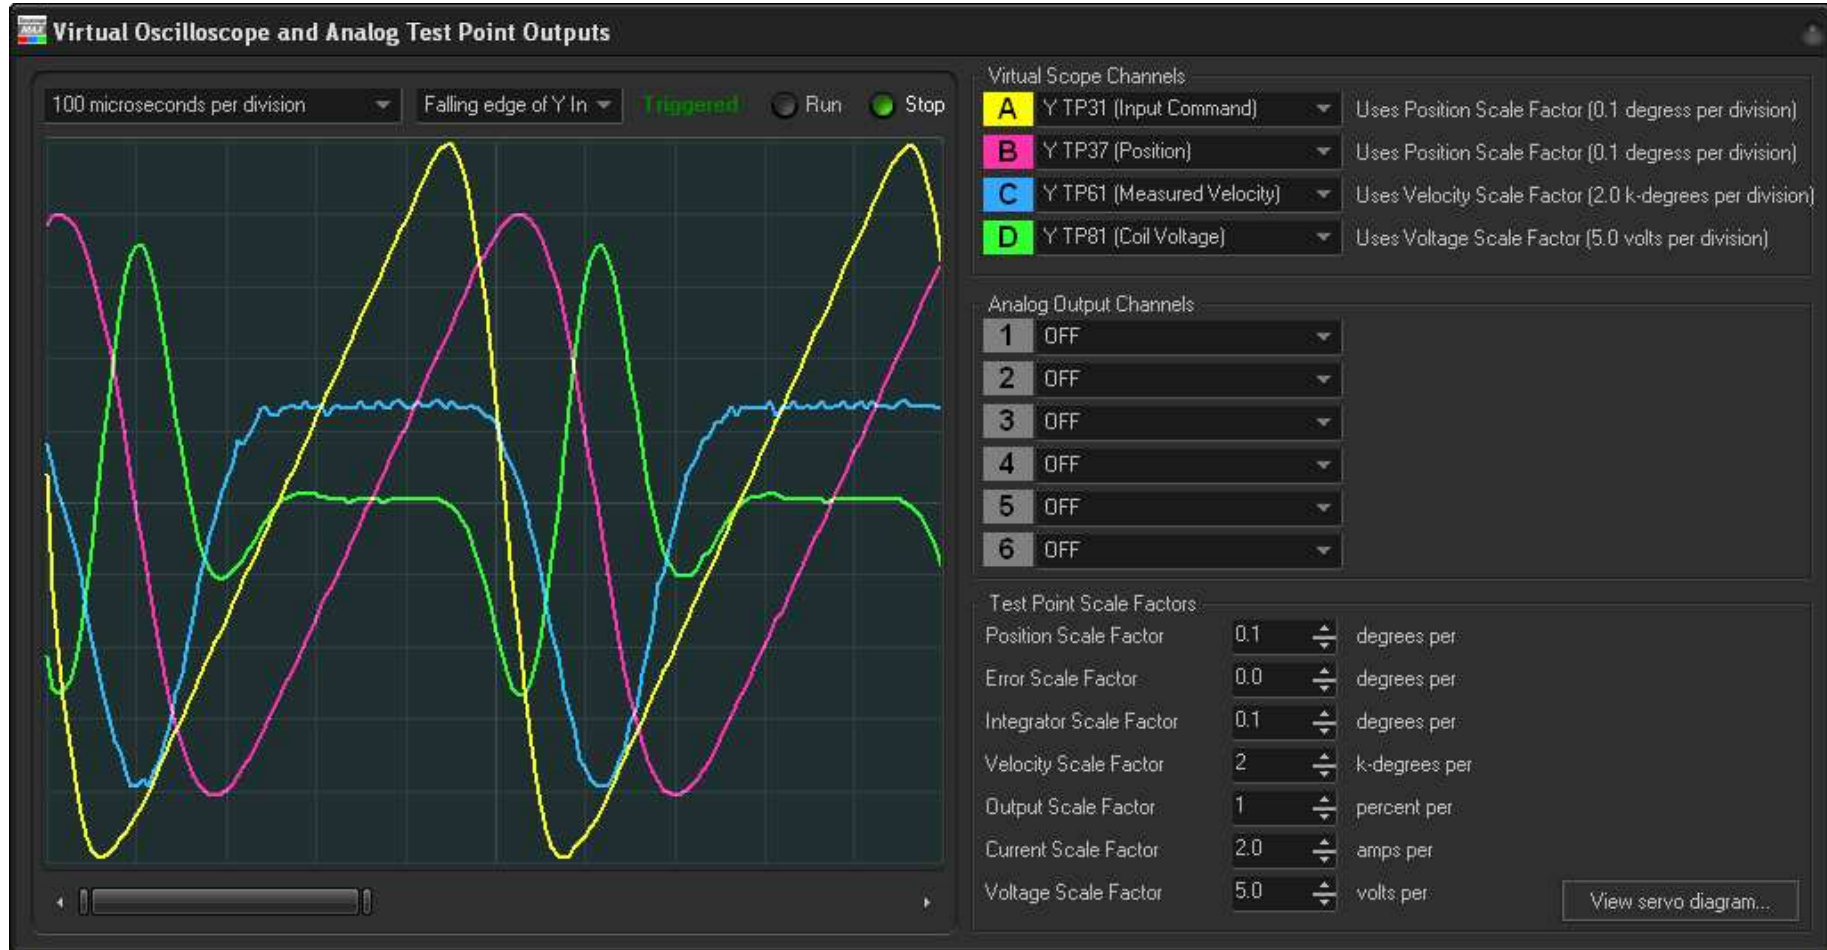 Virtual Oscilloscope and Analog Test Point Outputs
100 microseconds per division
Falling edge of Y In
Triggered
Run
Stop
Virtual Scope Channels
A Y TP31 (Input Command) Uses Position Scale Factor (0.1 degress per division)
B Y TP37 (Position) Uses Position Scale Factor (0.1 degress per division)
C Y TP61 (Measured Velocity) Uses Velocity Scale Factor (2.0 k-degrees per division)
D Y TP81 (Coil Voltage) Uses Voltage Scale Factor (5.0 volts per division)
Analog Output Channels
1 OFF
2 OFF
3 OFF
4 OFF
5 OFF
6 OFF
Test Point Scale Factors
Position Scale Factor 0.1 degrees per
Error Scale Factor 0.0 degrees per
Integrator Scale Factor 0.1 degrees per
Velocity Scale Factor 2 k-degrees per
Output Scale Factor 1 percent per
Current Scale Factor 2.0 amps per
Voltage Scale Factor 5.0 volts per
View servo diagram...